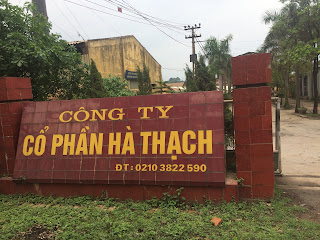 CÔNG TY
CỔ PHẦN HÀ THẠCH
ĐT: 0210 3822 590